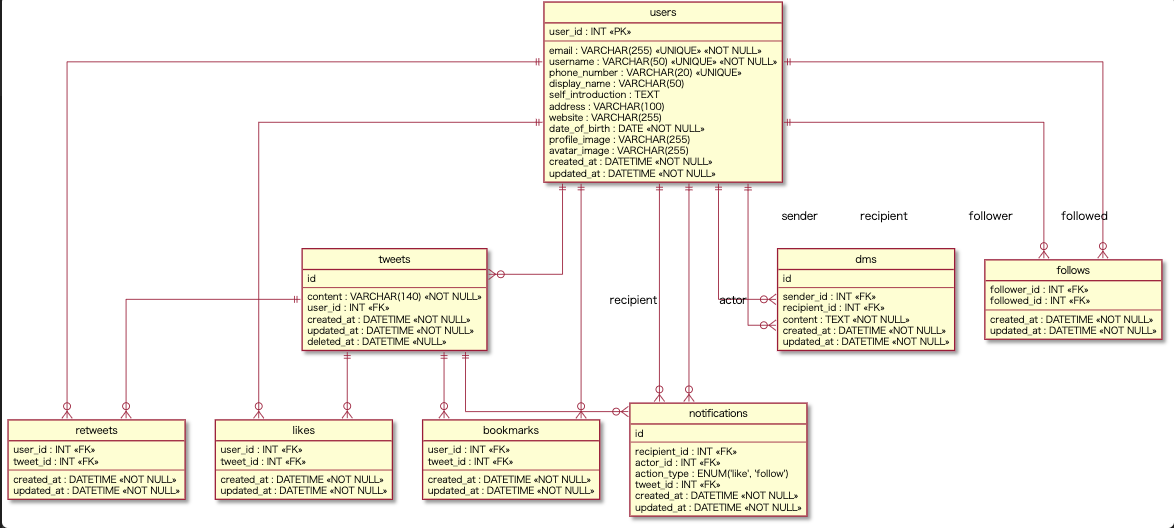 users
user_id : INT «PK»
email : VARCHAR(255) «UNIQUE» «NOT NULL»
username : VARCHAR(50) «UNIQUE» «NOT NULL»
phone_number : VARCHAR(20) «UNIQUE»
display_name : VARCHAR(50)
self_introduction : TEXT
address : VARCHAR(100)
website : VARCHAR(255)
date_of_birth : DATE «NOT NULL»
profile_image : VARCHAR(255)
avatar_image : VARCHAR(255)
created_at : DATETIME «NOT NULL»
updated_at : DATETIME «NOT NULL»
sender
recipient
follower
followed
tweets
id
content : VARCHAR(140) «NOT NULL»
user_id : INT «FK»
created_at : DATETIME «NOT NULL»
updated_at : DATETIME «NOT NULL»
deleted_at : DATETIME «NULL»
recipient
actor
dms
id
sender_id : INT «FK»
recipient_id : INT «FK»
content : TEXT «NOT NULL»
created_at : DATETIME «NOT NULL»
updated_at : DATETIME «NOT NULL»
follows
follower_id : INT «FK»
followed_id : INT «FK»
created_at : DATETIME «NOT NULL»
updated_at : DATETIME «NOT NULL»
retweets
user_id : INT «FK»
tweet_id : INT «FK»
created_at : DATETIME «NOT NULL»
updated_at : DATETIME «NOT NULL»
likes
user_id : INT «FK»
tweet_id : INT «FK»
created_at : DATETIME «NOT NULL»
updated_at : DATETIME «NOT NULL»
bookmarks
user_id : INT «FK»
tweet_id : INT «FK»
created_at : DATETIME «NOT NULL»
updated_at : DATETIME «NOT NULL»
notifications
id
recipient_id : INT «FK»
actor_id : INT «FK»
action_type : ENUM('like', 'follow')
tweet_id : INT «FK»
created_at : DATETIME «NOT NULL»
updated_at : DATETIME «NOT NULL»